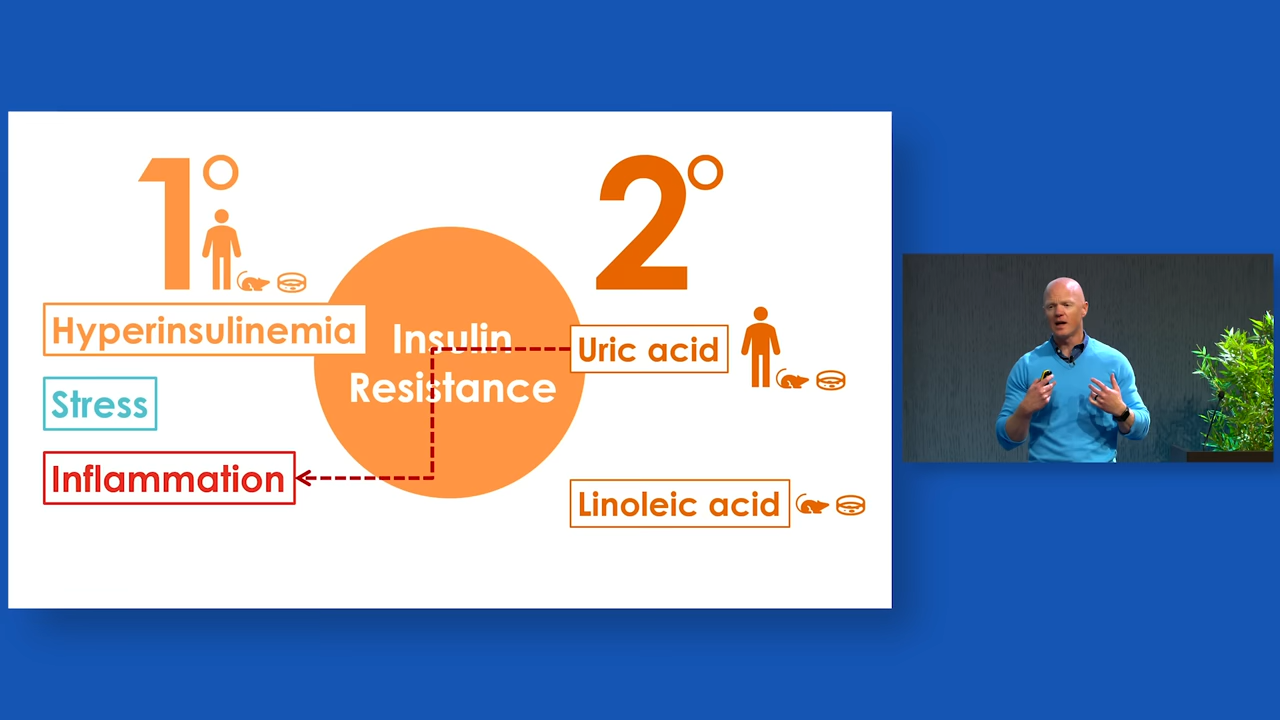 1°
2°
Hyperinsulinemia
Stress
Inflammation
Insulin
Resistance
Uric acid
Linoleic acid